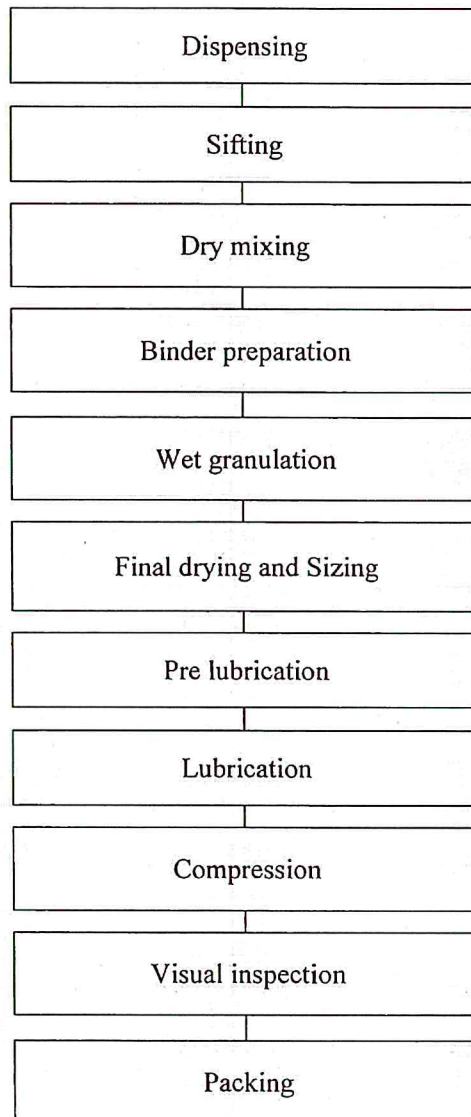 Dispensing
Sifting
Dry mixing
Binder preparation
Wet granulation
Final drying and Sizing
Pre lubrication
Lubrication
Compression
Visual inspection
Packing